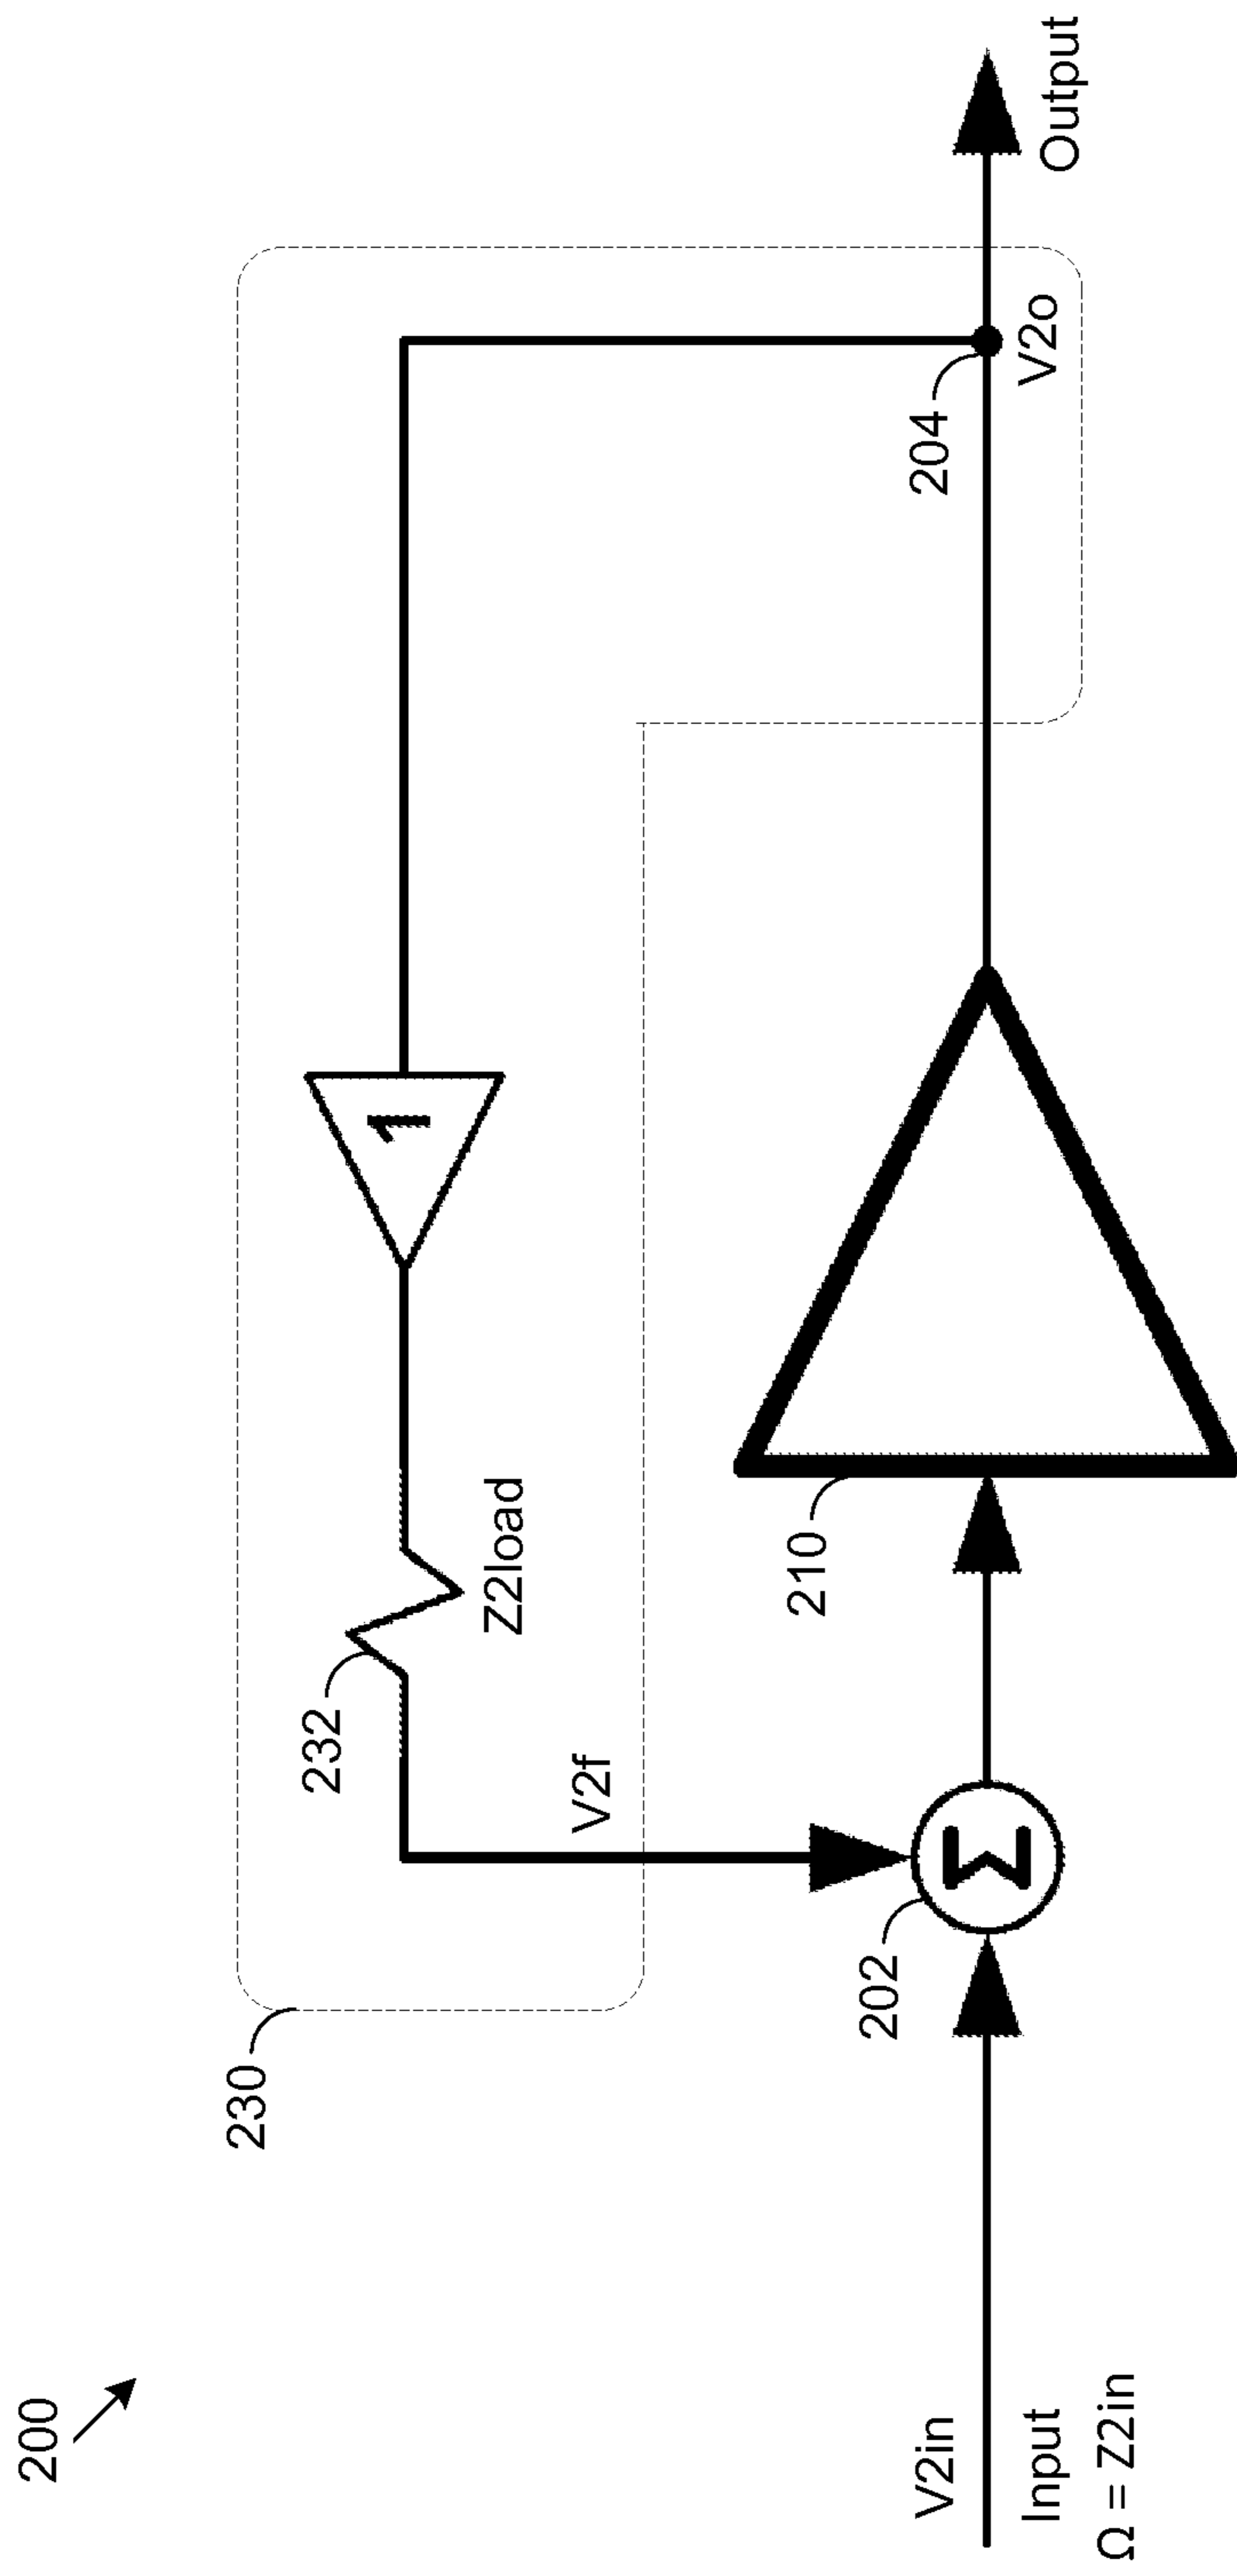 200
230
232
Z2load
1
V2f
202
Σ
210
204
V2o
V2in
Input
Ω = Z2in
Output